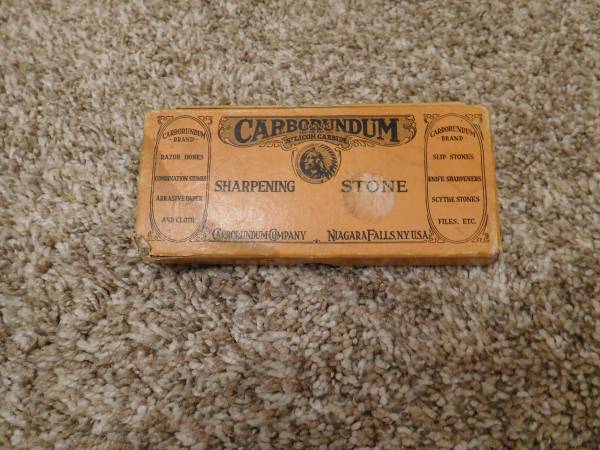 CARBORUNDUM
SILICON CARBIDE
SHARPENING STONE
CARBORUNDUM COMPANY NIAGARA FALLS, N.Y. U.S.A.
CARBORUNDUM
BRAND
RAZOR HONES
COMBINATION STONES
ABRASIVE PAPER
AND CLOTH
CARBORUNDUM
BRAND
SLIP STONES
KNIFE SHARPENERS
SCYTHE STONES
FILES, ETC.